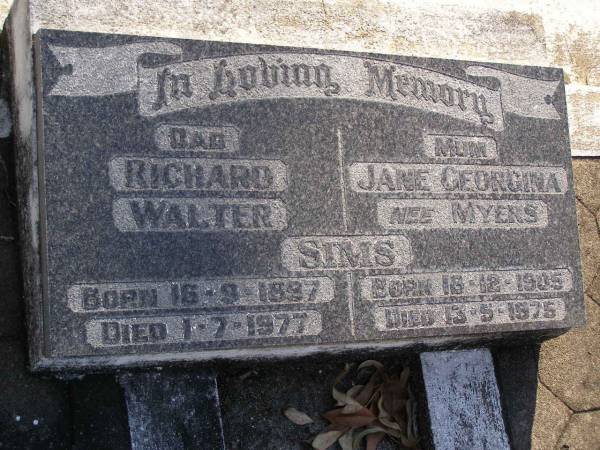 In Loving Memory
DAD
RICHARD
WALTER
MUM
JANE GEORGINA
NEE MYERS
SIMS
BORN 16-9-1897
DIED 1-7-1977
BORN 16-12-1905
DIED 13-5-1975